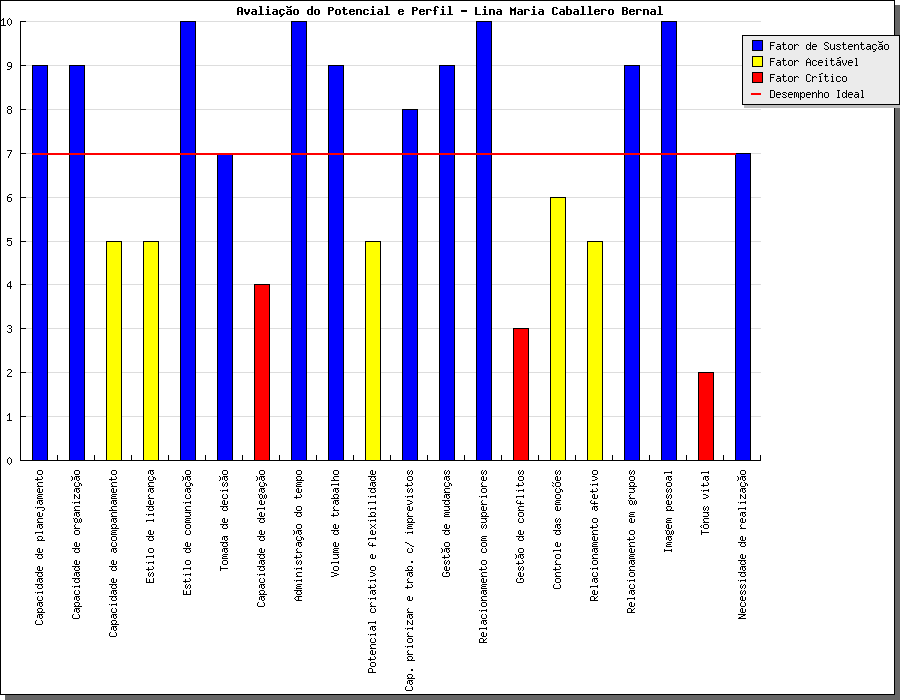 Avaliação do Potencial e Perfil - Lina Maria Caballero Bernal
Fator de Sustentação
Fator Aceitável
Fator Crítico
Desempenho Ideal
10
9
8
7
6
5
4
3
2
1
0
Capacidade de planejamento
Capacidade de organização
Capacidade de acompanhamento
Estilo de liderança
Estilo de comunicação
Tomada de decisão
Capacidade de delegação
Administração do tempo
Volume de trabalho
Potencial criativo e flexibilidade
Cap. priorizar e trab. c/ imprevistos
Gestão de mudanças
Relacionamento com superiores
Gestão de conflitos
Controle das emoções
Relacionamento afetivo
Relacionamento em grupos
Imagem pessoal
Tônus vital
Necessidade de realização